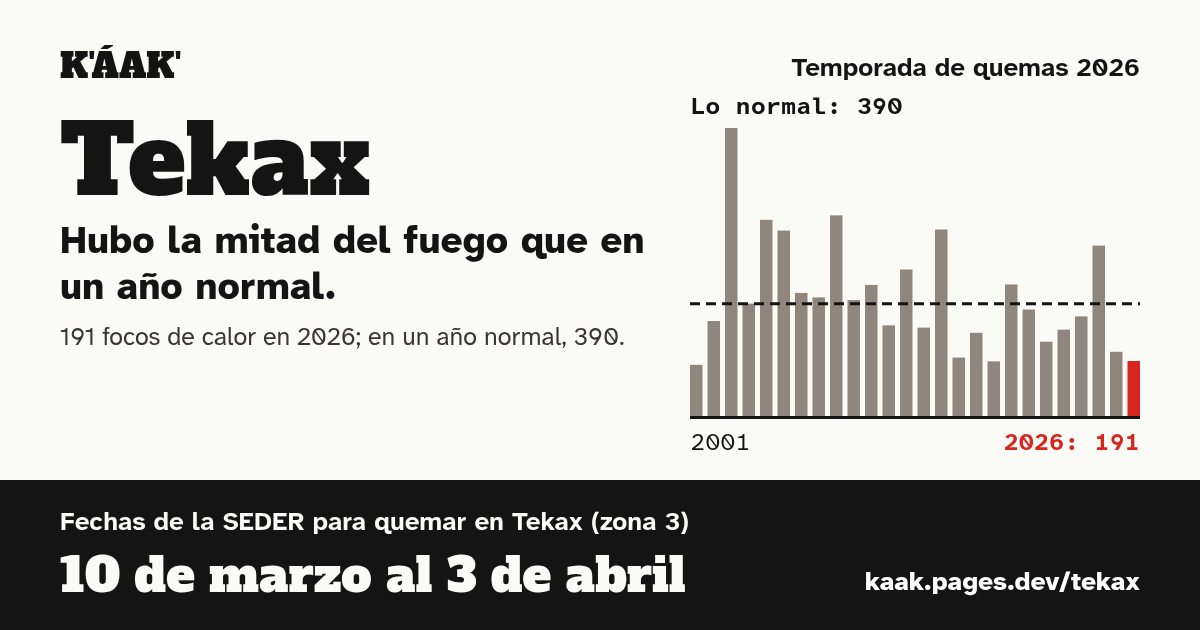 K'ÁAK'
Temporada de quemas 2026
Lo normal: 390
Tekax
Hubo la mitad del fuego que en
un año normal.
191 focos de calor en 2026; en un año normal, 390.
2001
2026: 191
Fechas de la SEDER para quemar en Tekax (zona 3)
10 de marzo al 3 de abril
kaak.pages.dev/tekax